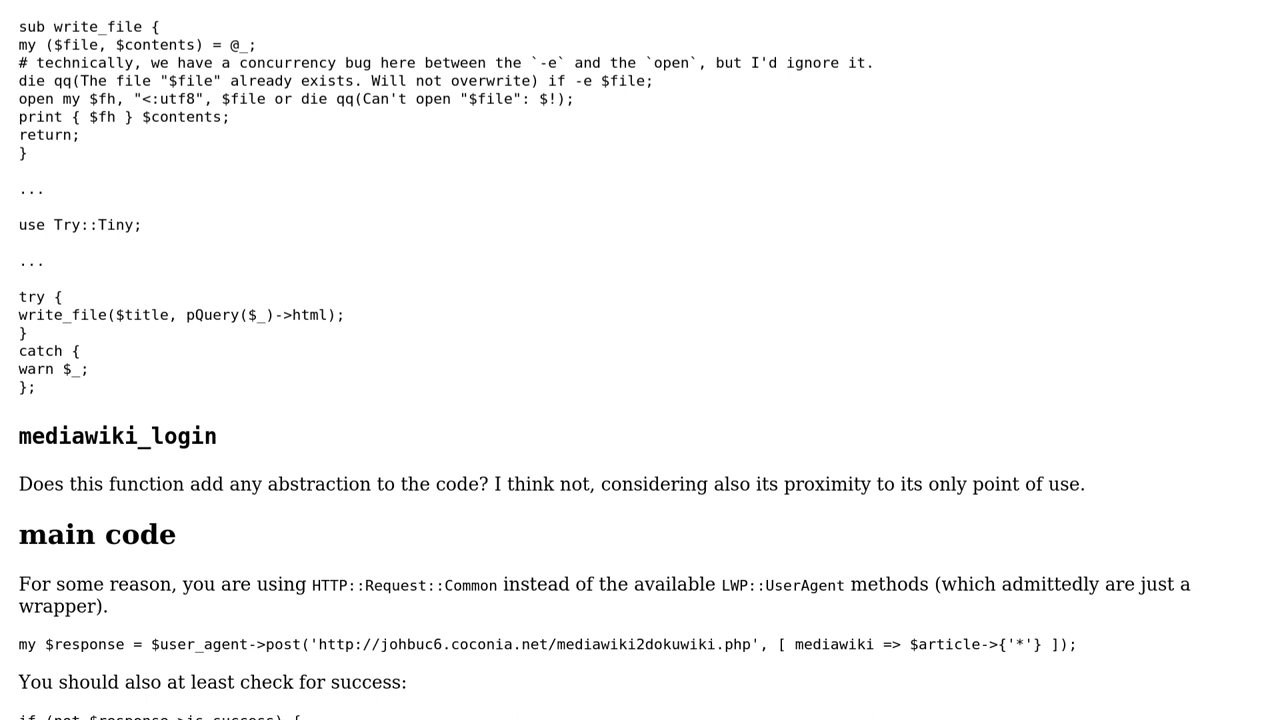 sub write_file {
my ($file, $contents) = @_;
# technically, we have a concurrency bug here between the `-e` and the `open`, but I'd ignore it.
die qq(The file "$file" already exists. Will not overwrite) if -e $file;
open my $fh, "<:utf8", $file or die qq(Can't open "$file": $!);
print { $fh } $contents;
return;
}
...
use Try::Tiny;
...
try {
write_file($title, pQuery($_)->html);
}
catch {
warn $_;
};
mediawiki_login
Does this function add any abstraction to the code? I think not, considering also its proximity to its only point of use.
main code
For some reason, you are using HTTP::Request::Common instead of the available LWP::UserAgent methods (which admittedly are just a
wrapper).
my $response = $user_agent->post('http://johbuc6.coconia.net/mediawiki2dokuwiki.php', [ mediawiki => $article->{'*'} ]);
You should also at least check for success:
if (not $response->is_success) {